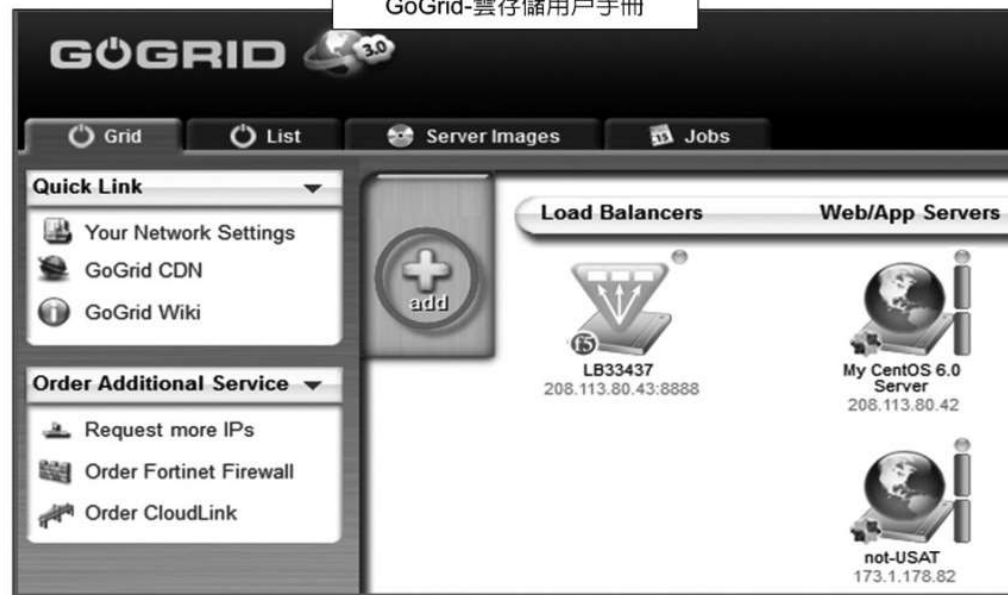 GoGrid-雲存儲用戶手冊
GOGRID 3.0
Grid List Server Images Jobs
Quick Link
Your Network Settings
GoGrid CDN
GoGrid Wiki
Order Additional Service
Request more IPs
Order Fortinet Firewall
Order CloudLink
add
Load Balancers Web/App Servers
f5
LB33437
208.113.80.43:8888
My CentOS 6.0
Server
208.113.80.42
not-USAT
173.1.178.82